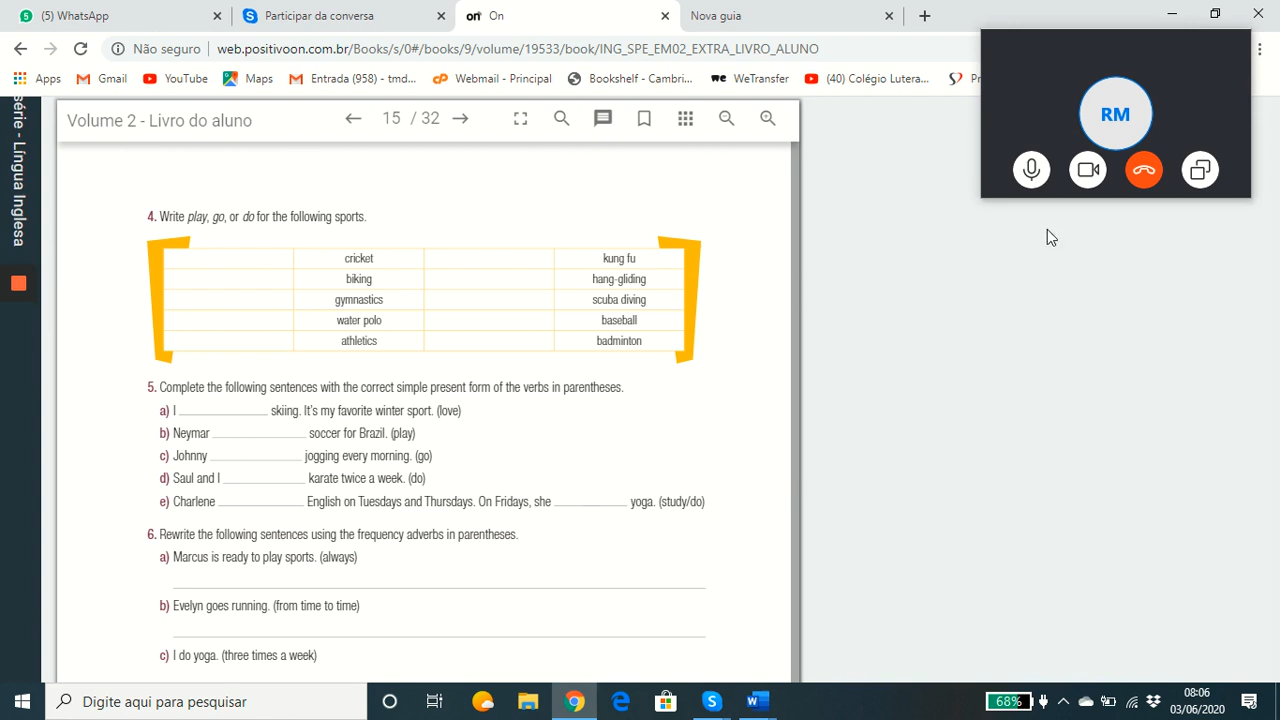 (5) WhatsApp
Participar da conversa
on
On
Nova guia
Não seguro
web.positivoon.com.br/Books/s/0#/books/9/volume/19533/book/ING_SPE_EM02_EXTRA_LIVRO_ALUNO
Apps
Gmail
YouTube
Maps
Entrada (958) - tmd...
Webmail - Principal
Bookshelf - Cambri...
WeTransfer
(40) Colégio Lutera...
RM
série - Língua Inglesa
Volume 2 - Livro do aluno
15 / 32
4. Write play, go, or do for the following sports.
cricket kung fu
biking hang-gliding
gymnastics scuba diving
water polo baseball
athletics badminton
5. Complete the following sentences with the correct simple present form of the verbs in parentheses.
a) I ______ skiing. It's my favorite winter sport. (love)
b) Neymar ______ soccer for Brazil. (play)
c) Johnny ______ jogging every morning. (go)
d) Saul and I ______ karate twice a week. (do)
e) Charlene ______ English on Tuesdays and Thursdays. On Fridays, she ______ yoga. (study/do)
6. Rewrite the following sentences using the frequency adverbs in parentheses.
a) Marcus is ready to play sports. (always)
b) Evelyn goes running. (from time to time)
c) I do yoga. (three times a week)
Digite aqui para pesquisar
68%
08:06
03/06/2020